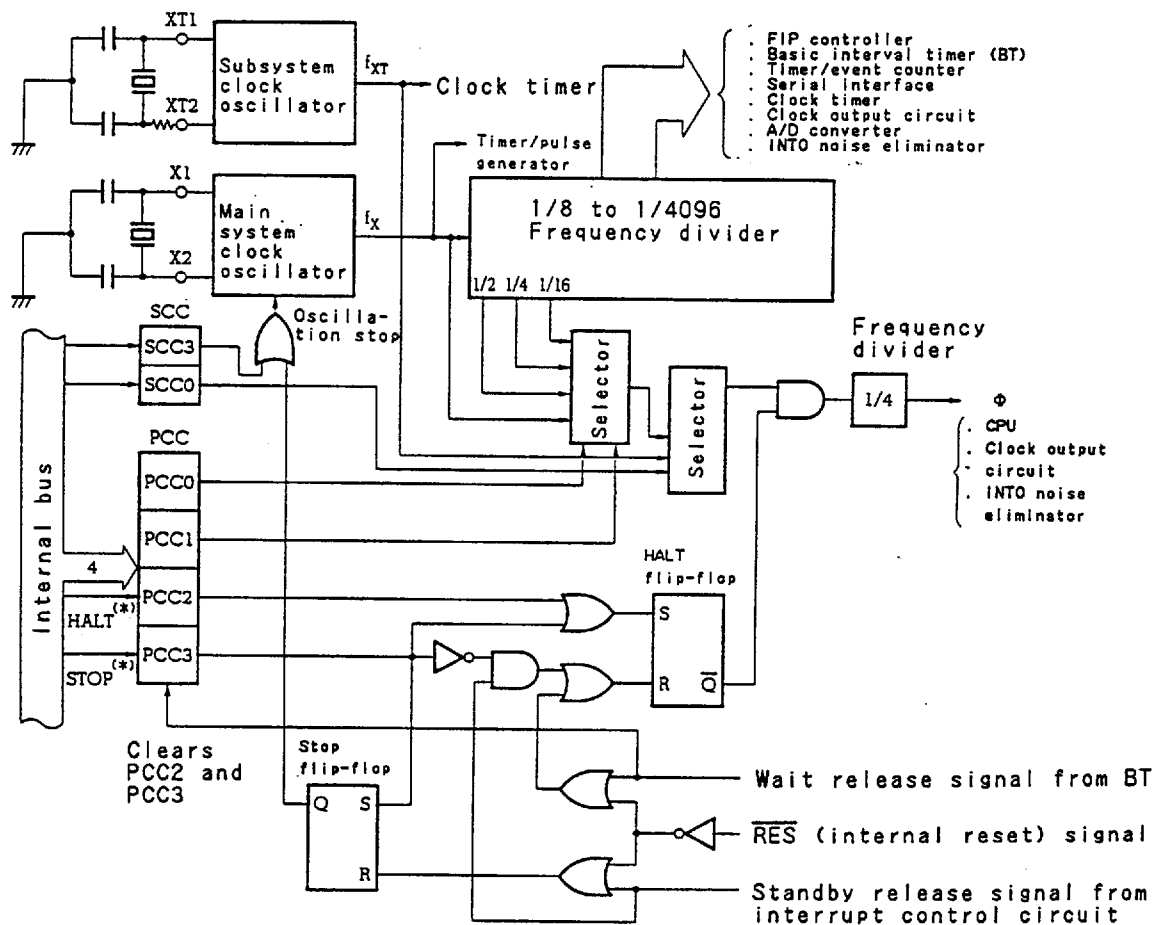 XT1
XT2
Subsystem
clock
oscillator
fXT
Clock timer
. FIP controller
. Basic interval timer (BT)
. Timer/event counter
. Serial interface
. Clock timer
. Clock output circuit
. A/D converter
. INT0 noise eliminator
Timer/pulse
generator
X1
X2
Main
system
clock
oscillator
fX
1/8 to 1/4096
Frequency divider
1/2 1/4 1/16
Oscilla-
tion stop
SCC
SCC3
SCC0
Selector
Selector
Frequency
divider
1/4
Φ
. CPU
. Clock output
circuit
. INT0 noise
eliminator
Internal bus
PCC
PCC0
PCC1
PCC2
PCC3
4
HALT(*)
STOP(*)
HALT
flip-flop
S
R
Q̅
Clears
PCC2 and
PCC3
Stop
flip-flop
Q
S
R
Wait release signal from BT
R̅E̅S̅ (internal reset) signal
Standby release signal from
interrupt control circuit